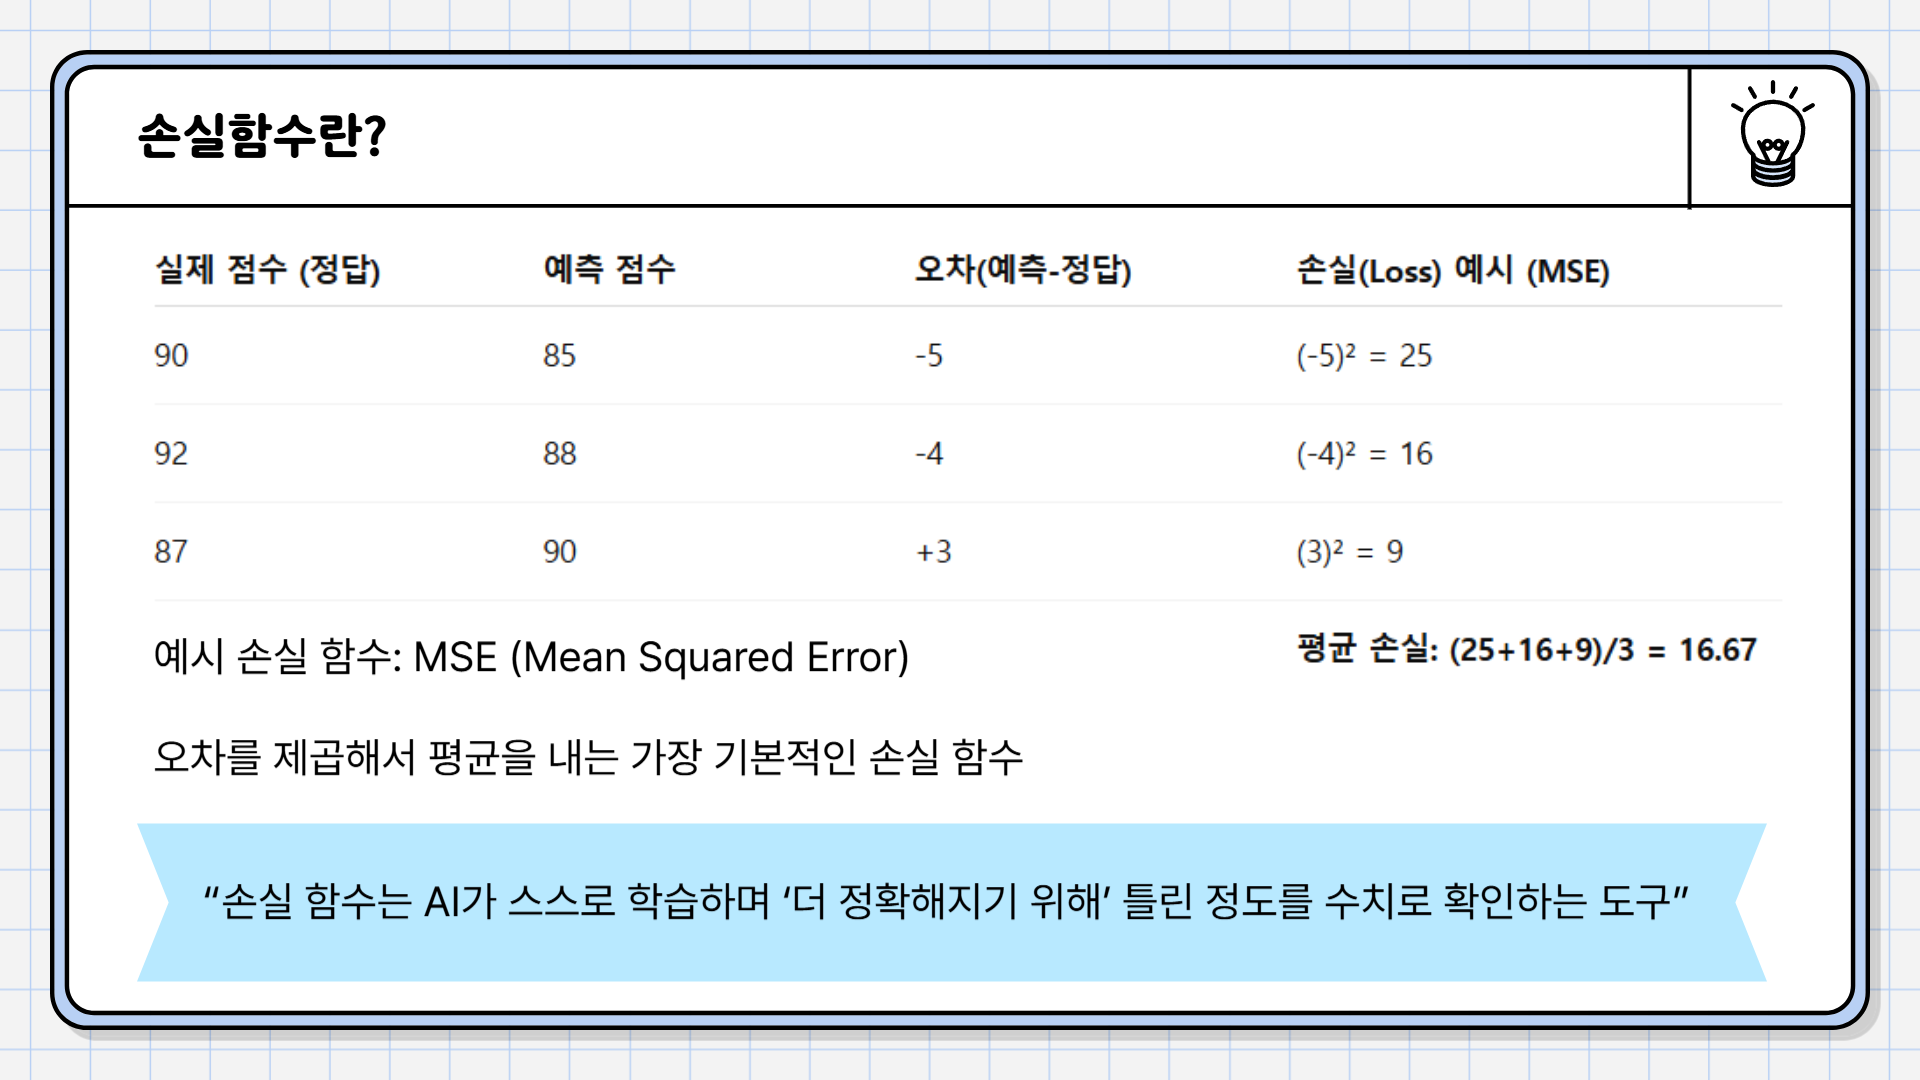 손실함수란?
실제 점수 (정답) 예측 점수 오차(예측-정답) 손실(Loss) 예시 (MSE)
90 85 -5 (-5)² = 25
92 88 -4 (-4)² = 16
87 90 +3 (3)² = 9
평균 손실: (25+16+9)/3 = 16.67
예시 손실 함수: MSE (Mean Squared Error)
오차를 제곱해서 평균을 내는 가장 기본적인 손실 함수
“손실 함수는 AI가 스스로 학습하며 ‘더 정확해지기 위해’ 틀린 정도를 수치로 확인하는 도구”